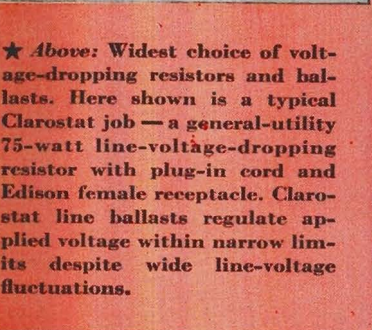 ★ Above: Widest choice of volt-
age-dropping resistors and bal-
lasts. Here shown is a typical
Clarostat job — a general-utility
75-watt line-voltage-dropping
resistor with plug-in cord and
Edison female receptacle. Claro-
stat line ballasts regulate ap-
plied voltage within narrow lim-
its despite wide line-voltage
fluctuations.